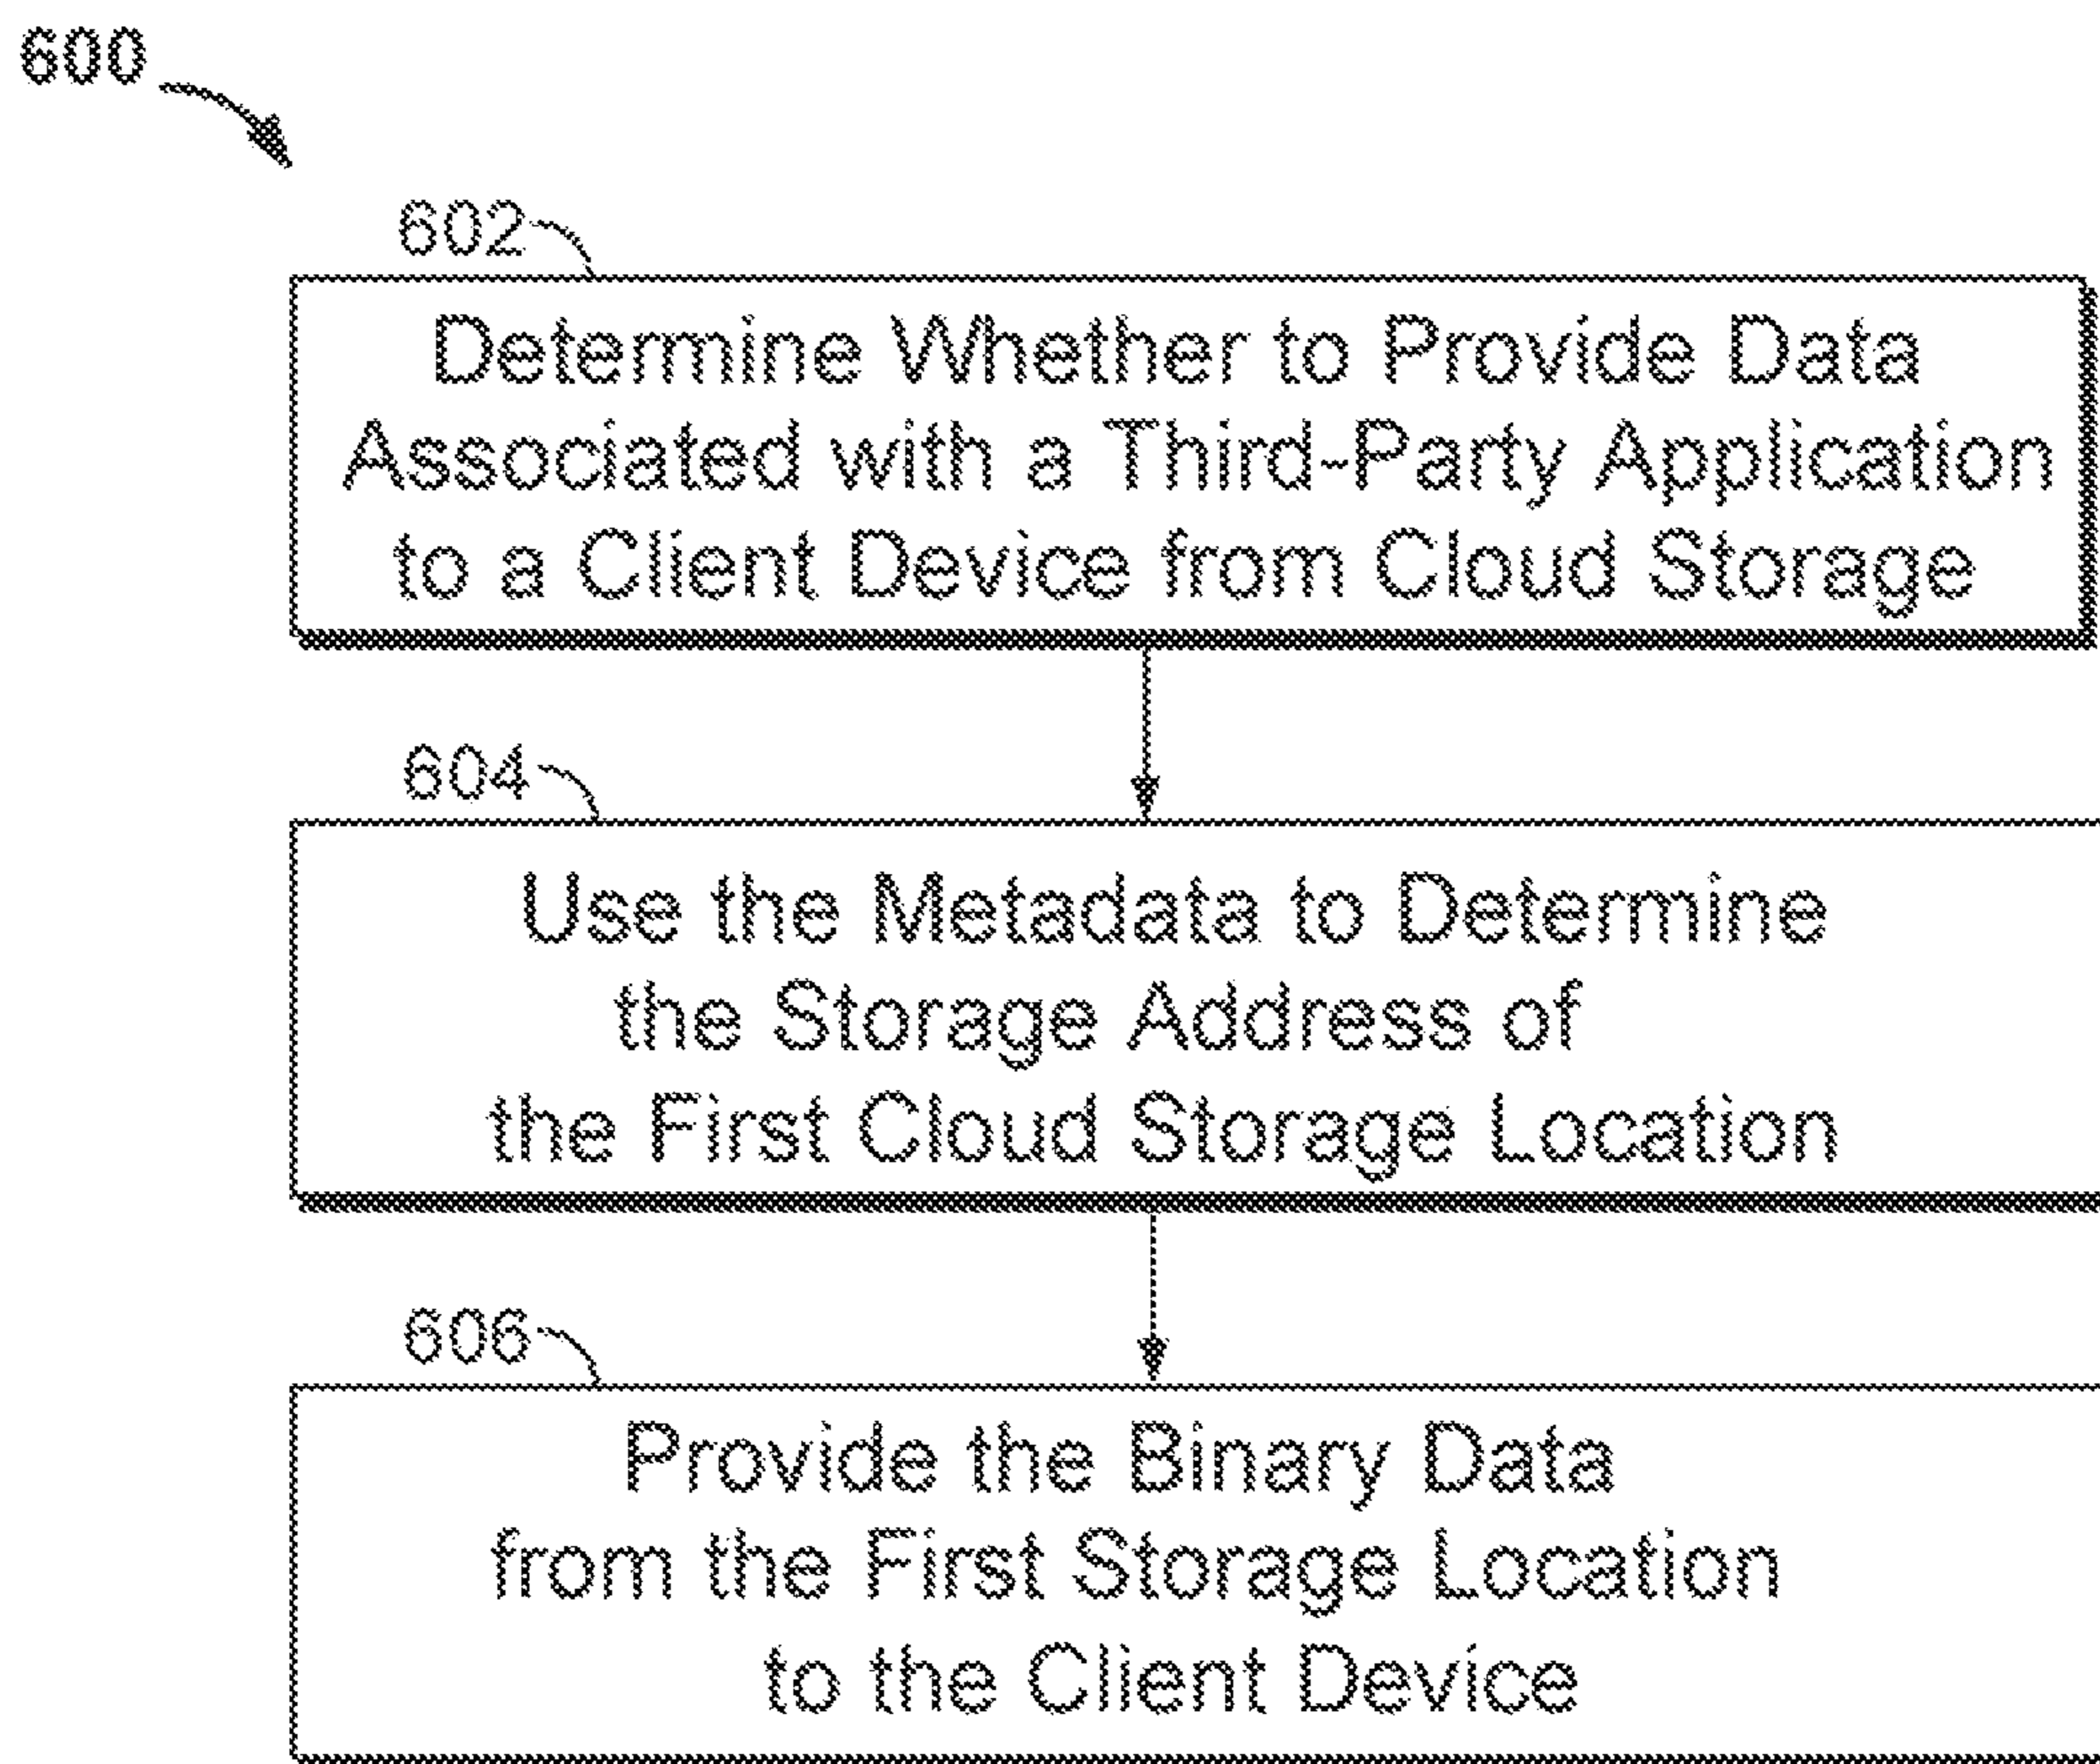 600
602
Determine Whether to Provide Data
Associated with a Third-Party Application
to a Client Device from Cloud Storage
604
Use the Metadata to Determine
the Storage Address of
the First Cloud Storage Location
606
Provide the Binary Data
from the First Storage Location
to the Client Device